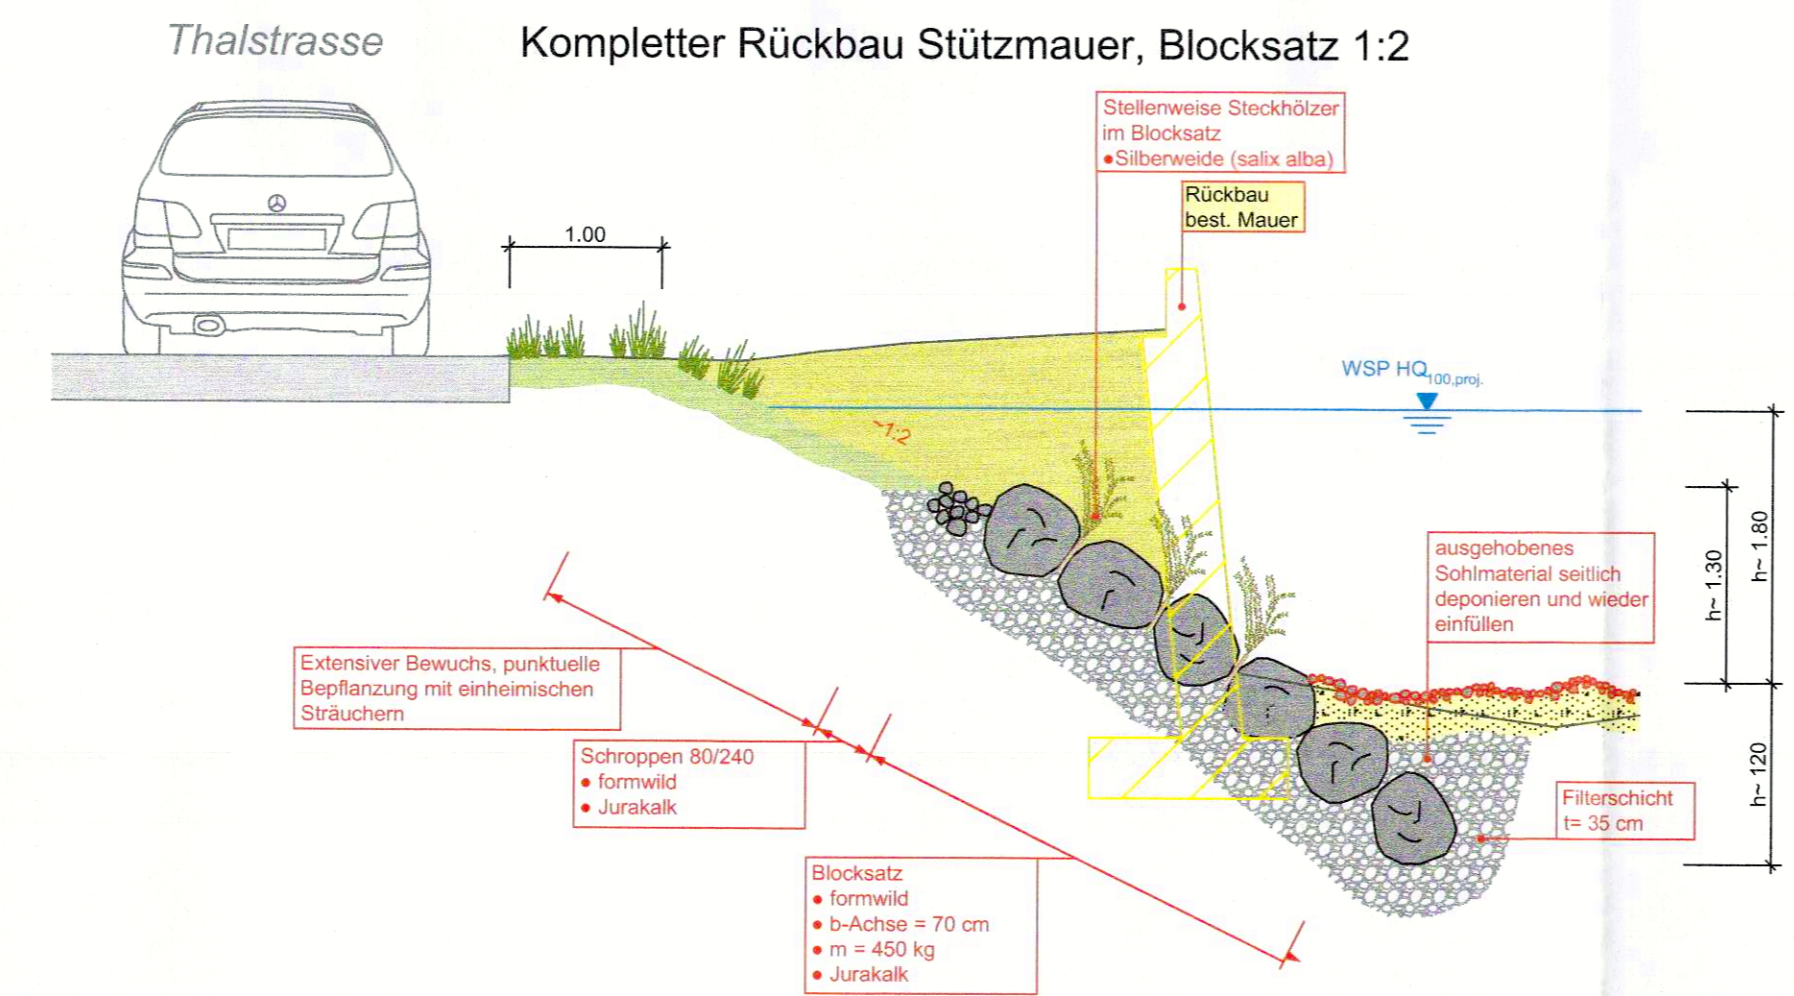 Thalstrasse
Kompletter Rückbau Stützmauer, Blocksatz 1:2
Stellenweise Steckhölzer
im Blocksatz
•Silberweide (salix alba)
Rückbau
best. Mauer
1.00
WSP HQ100,proj.
~1:2
ausgehobenes
Sohlmaterial seitlich
deponieren und wieder
einfüllen
h~ 1.30
h~ 1.80
h~ 120
Extensiver Bewuchs, punktuelle
Bepflanzung mit einheimischen
Sträuchern
Schroppen 80/240
• formwild
• Jurakalk
Filterschicht
t= 35 cm
Blocksatz
• formwild
• b-Achse = 70 cm
• m = 450 kg
• Jurakalk